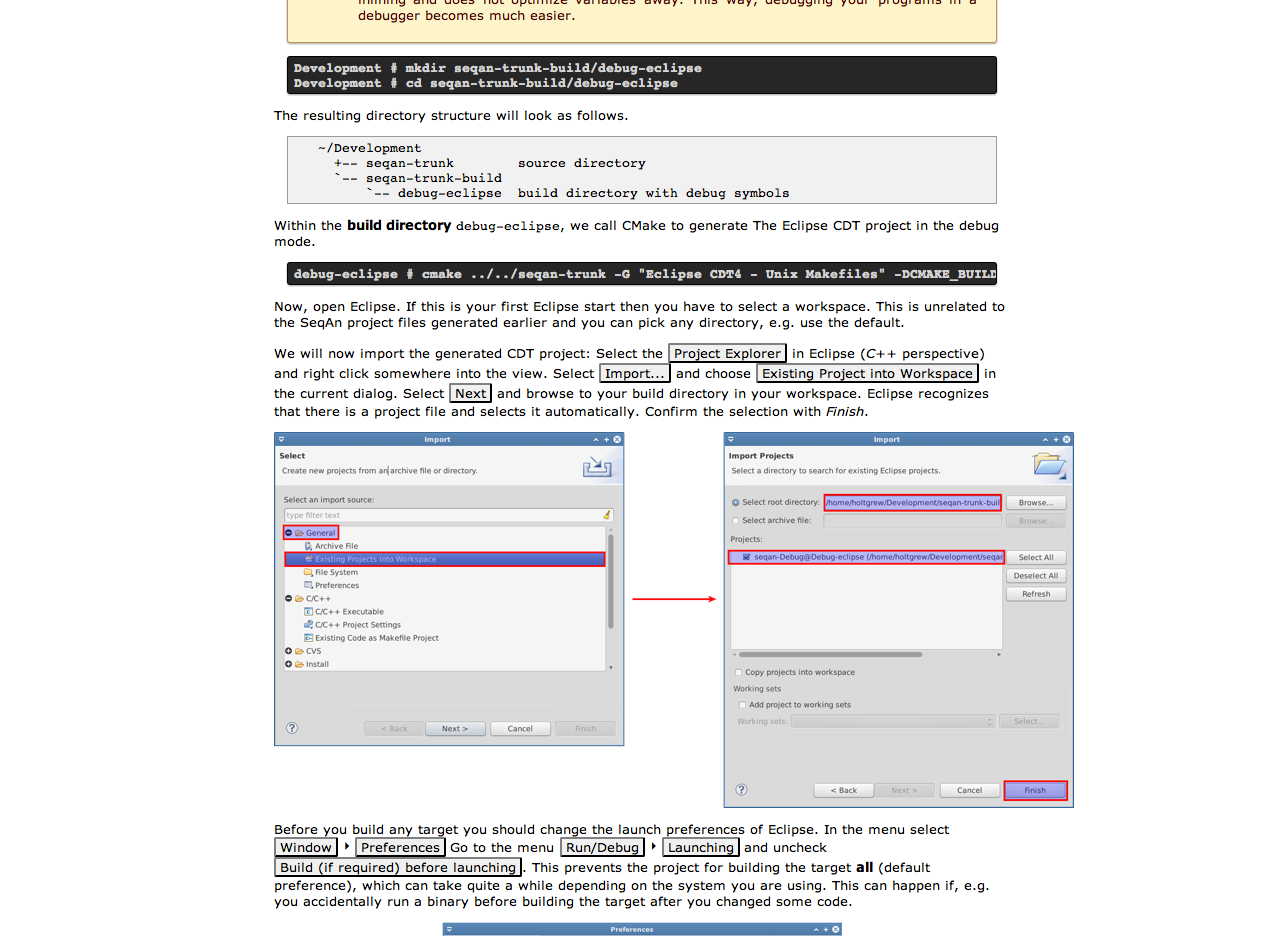 mining and does not optimize variables away. This way, debugging your programs in a
debugger becomes much easier.
Development # mkdir seqan-trunk-build/debug-eclipse
Development # cd seqan-trunk-build/debug-eclipse
The resulting directory structure will look as follows.
~/Development
+-- seqan-trunk source directory
`-- seqan-trunk-build
`-- debug-eclipse build directory with debug symbols
Within the build directory debug-eclipse, we call CMake to generate The Eclipse CDT project in the debug
mode.
debug-eclipse # cmake ../../seqan-trunk -G "Eclipse CDT4 - Unix Makefiles" -DCMAKE_BUILD
Now, open Eclipse. If this is your first Eclipse start then you have to select a workspace. This is unrelated to
the SeqAn project files generated earlier and you can pick any directory, e.g. use the default.
We will now import the generated CDT project: Select the Project Explorer in Eclipse (C++ perspective)
and right click somewhere into the view. Select Import... and choose Existing Project into Workspace in
the current dialog. Select Next and browse to your build directory in your workspace. Eclipse recognizes
that there is a project file and selects it automatically. Confirm the selection with Finish.
Import
Select
Create new projects from an archive file or directory.
Select an import source:
type filter text
General
Archive File
Existing Projects into Workspace
File System
Preferences
C/C++
C/C++ Executable
C/C++ Project Settings
Existing Code as Makefile Project
CVS
Install
< Back Next > Cancel Finish
Import
Import Projects
Select a directory to search for existing Eclipse projects.
Select root directory: /home/holtgrew/Development/seqan-trunk-buil Browse...
Select archive file: Browse...
Projects:
seqan-Debug@Debug-eclipse (/home/holtgrew/Development/seqan Select All
Deselect All
Refresh
Copy projects into workspace
Working sets
Add project to working sets
Working sets: Select...
< Back Next > Cancel Finish
Before you build any target you should change the launch preferences of Eclipse. In the menu select
Window ‣ Preferences Go to the menu Run/Debug ‣ Launching and uncheck
Build (if required) before launching. This prevents the project for building the target all (default
preference), which can take quite a while depending on the system you are using. This can happen if, e.g.
you accidentally run a binary before building the target after you changed some code.
Preferences